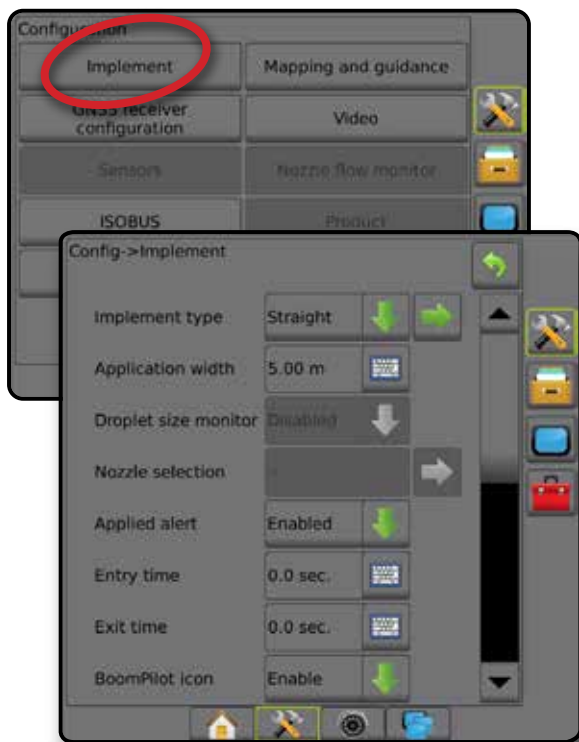 Configuration
Implement
Mapping and guidance
GNSS receiver
configuration
Video
Sensors
Nozzle flow monitor
ISOBUS
Product
Config->Implement
Implement type
Straight
Application width
5.00 m
Droplet size monitor
Disabled
Nozzle selection
-
Applied alert
Enabled
Entry time
0.0 sec.
Exit time
0.0 sec.
BoomPilot icon
Enable